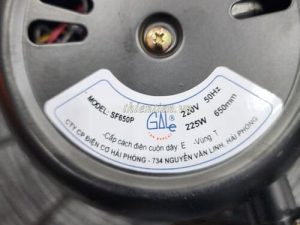 MODEL: SF650P
GALe®
220V 50Hz
225W 650mm
-Cấp cách điện cuộn dây: E -Vùng: T
CTY CP ĐIỆN CƠ HẢI PHÒNG - 734 NGUYỄN VĂN LINH, HẢI PHÒNG